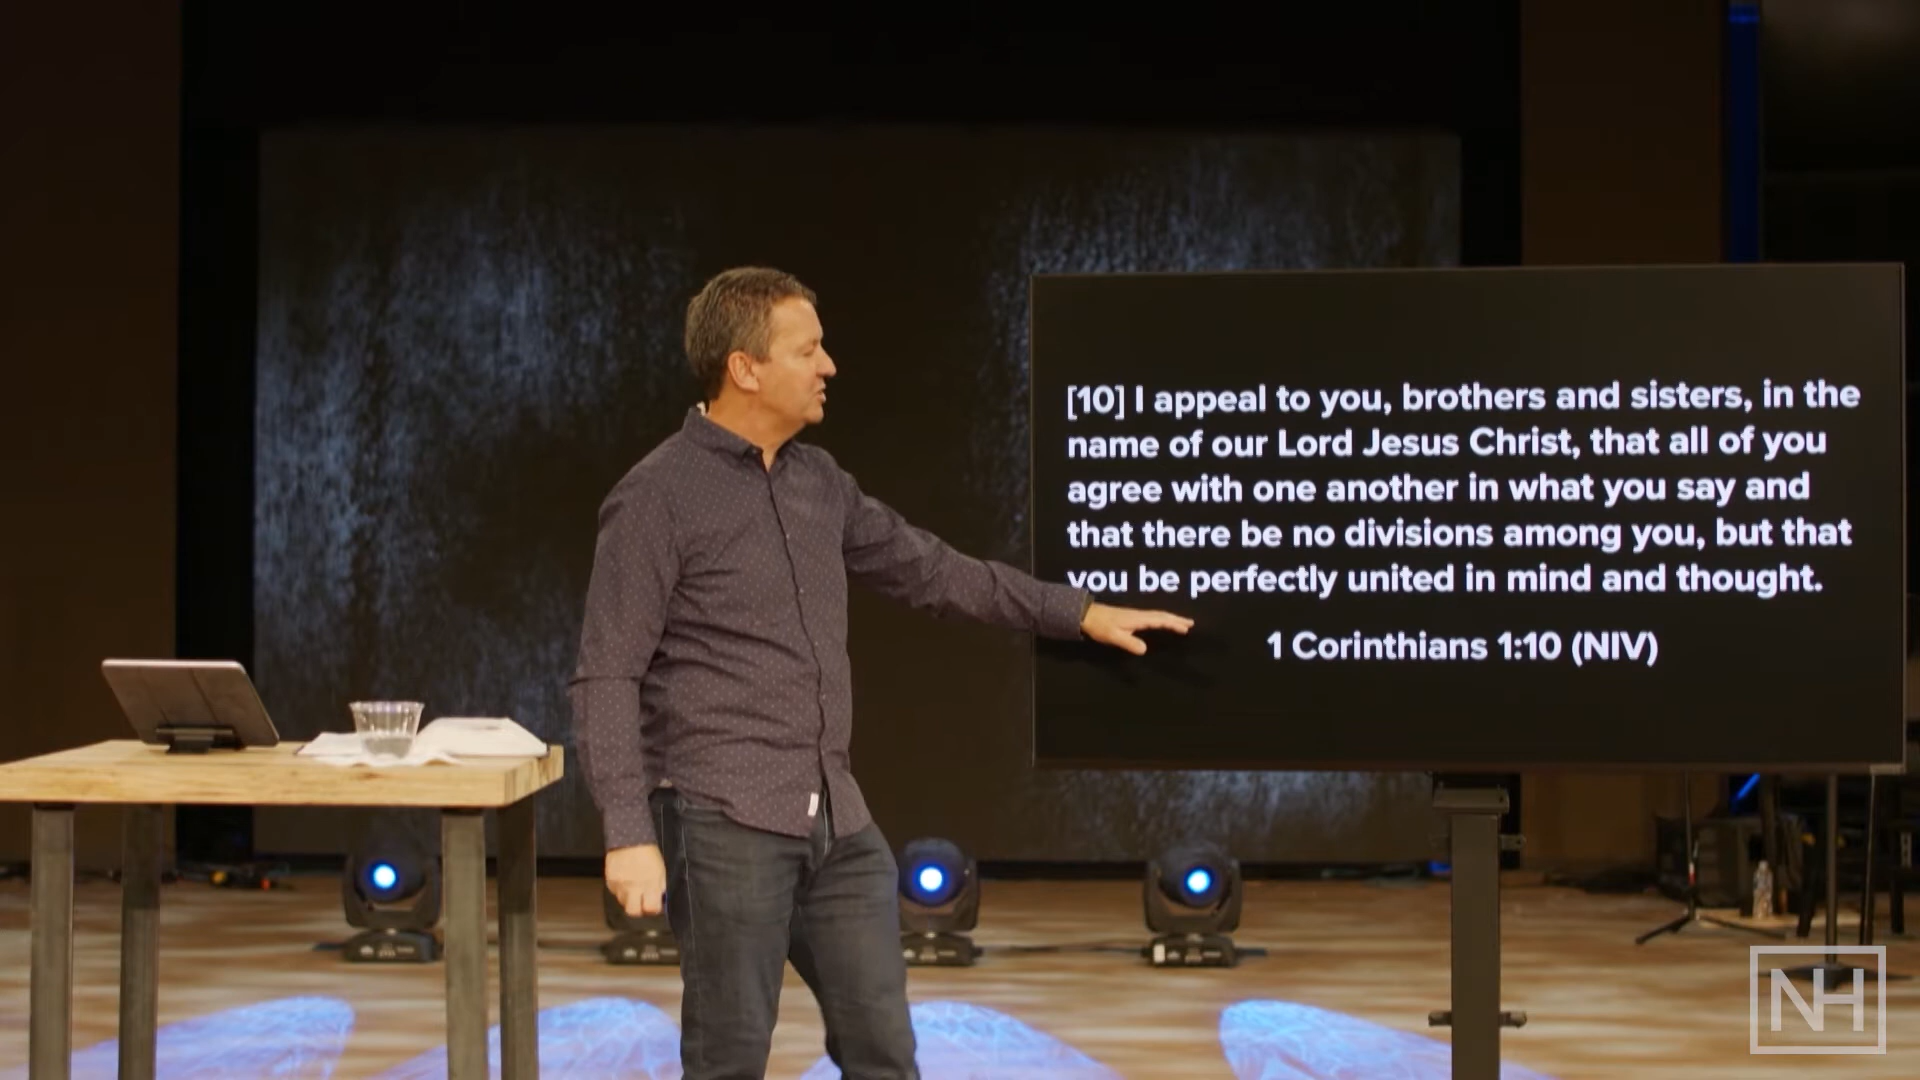 [10] I appeal to you, brothers and sisters, in the
name of our Lord Jesus Christ, that all of you
agree with one another in what you say and
that there be no divisions among you, but that
you be perfectly united in mind and thought.
1 Corinthians 1:10 (NIV)
NH